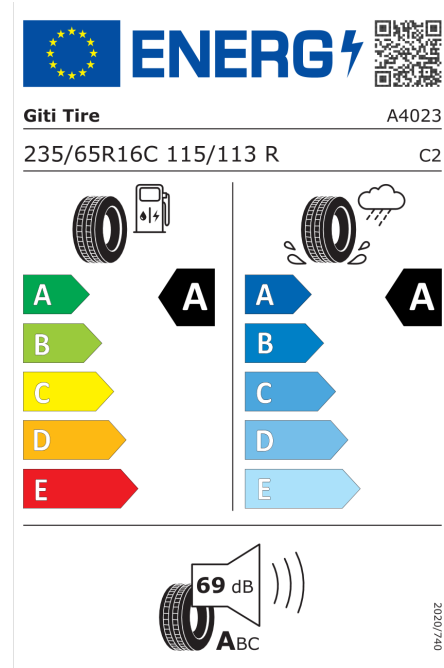 ENERG
Giti Tire A4023
235/65R16C 115/113 R C2
A A A A
B B
C C
D D
E E
69 dB
ABC
2020/740